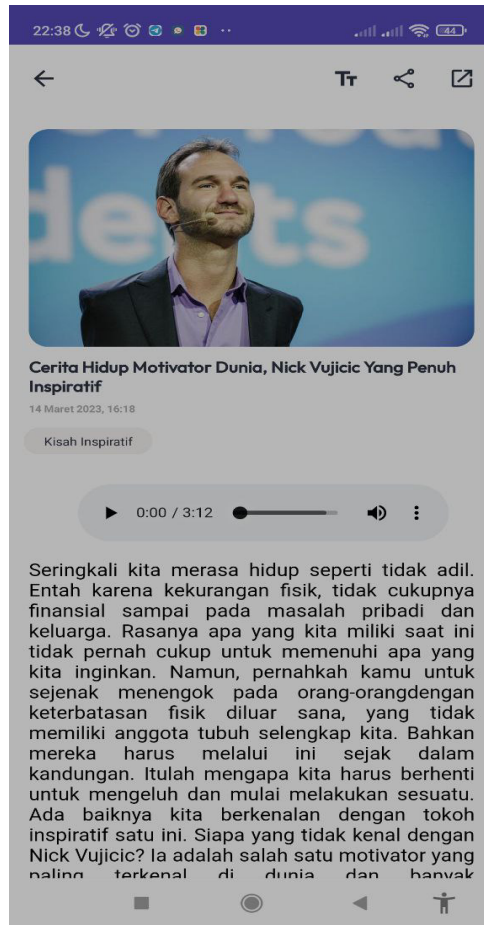 22:38
44
Tт
de ts
Cerita Hidup Motivator Dunia, Nick Vujicic Yang Penuh
Inspiratif
14 Maret 2023, 16:18
Kisah Inspiratif
0:00 / 3:12
Seringkali kita merasa hidup seperti tidak adil.
Entah karena kekurangan fisik, tidak cukupnya
finansial sampai pada masalah pribadi dan
keluarga. Rasanya apa yang kita miliki saat ini
tidak pernah cukup untuk memenuhi apa yang
kita inginkan. Namun, pernahkah kamu untuk
sejenak menengok pada orang-orangdengan
keterbatasan fisik diluar sana, yang tidak
memiliki anggota tubuh selengkap kita. Bahkan
mereka harus melalui ini sejak dalam
kandungan. Itulah mengapa kita harus berhenti
untuk mengeluh dan mulai melakukan sesuatu.
Ada baiknya kita berkenalan dengan tokoh
inspiratif satu ini. Siapa yang tidak kenal dengan
Nick Vujicic? Ia adalah salah satu motivator yang
paling terkenal di dunia dan banyak